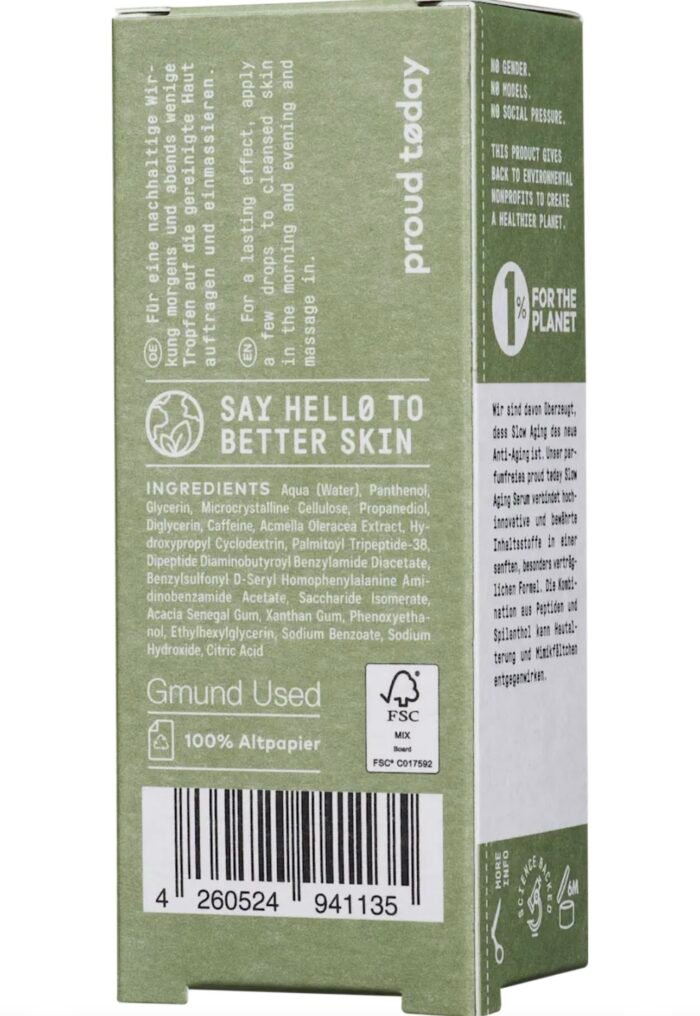 DE Für eine nachhaltige Wir-
kung morgens und abends wenige
Tropfen auf die gereinigte Haut
auftragen und einmassieren.
EN For a lasting effect, apply
a few drops to cleansed skin
in the morning and evening and
massage in.
proud tøday
SAY HELLØ TO
BETTER SKIN
INGREDIENTS Aqua (Water), Panthenol,
Glycerin, Microcrystalline Cellulose, Propanediol,
Diglycerin, Caffeine, Acmella Oleracea Extract, Hy-
droxypropyl Cyclodextrin, Palmitoyl Tripeptide-38,
Dipeptide Diaminobutyroyl Benzylamide Diacetate,
Benzylsulfonyl D-Seryl Homophenylalanine Ami-
dinobenzamide Acetate, Saccharide Isomerate,
Acacia Senegal Gum, Xanthan Gum, Phenoxyetha-
nol, Ethylhexylglycerin, Sodium Benzoate, Sodium
Hydroxide, Citric Acid
Gmund Used
100% Altpapier
FSC
MIX
Board
FSC® C017592
4 260524 941135
NØ GENDER.
NØ MODELS.
NØ SOCIAL PRESSURE.
THIS PRODUCT GIVES
BACK TO ENVIRONMENTAL
NONPROFITS TO CREATE
A HEALTHIER PLANET.
1%
FOR THE
PLANET
Wir sind davon überzeugt,
dass Slow Aging das neue
Anti-Aging ist. Unser par-
fumfreies proud tøday Slow
Aging Serum verbindet hoch-
innovative und bewährte
Inhaltsstoffe in einer
senften, besonders verträg-
lichen Formel. Die Kombi-
nation aus Peptiden und
Spilanthol kann Hautal-
terung und Mimikfältchen
entgegenwirken.
MORE
INFO
SCIENCE BACKED
6M